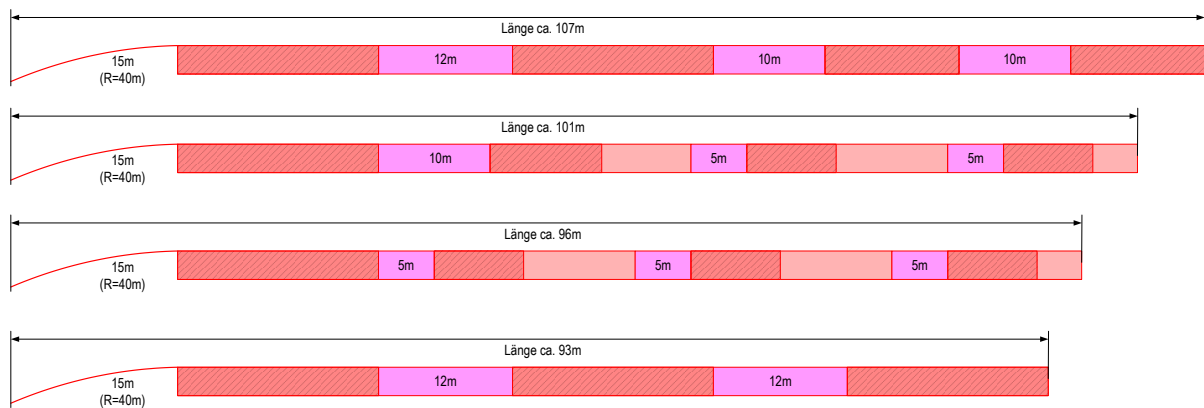 Länge ca. 107m
15m
(R=40m)
12m
10m
10m
Länge ca. 101m
15m
(R=40m)
10m
5m
5m
Länge ca. 96m
15m
(R=40m)
5m
5m
5m
Länge ca. 93m
15m
(R=40m)
12m
12m